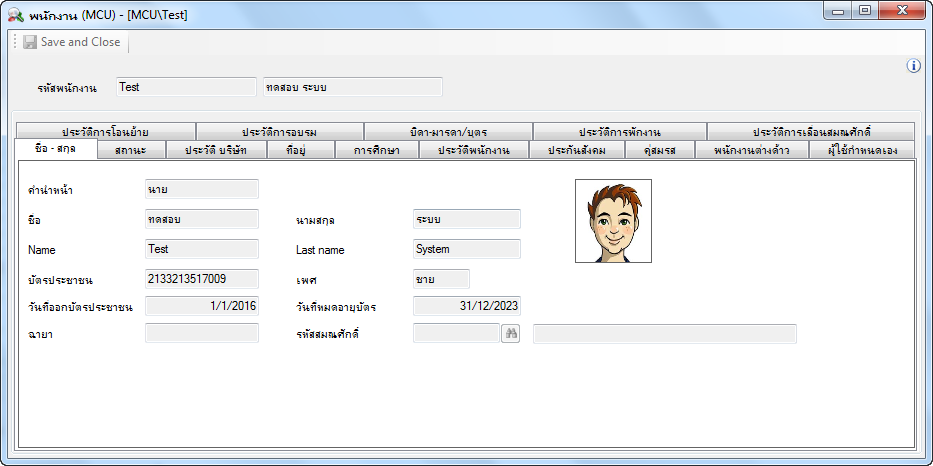 พนักงาน (MCU) - [MCU\Test]
Save and Close
รหัสพนักงาน Test ทดสอบ ระบบ
ประวัติการโอนย้าย ประวัติการอบรม บิดา-มารดา/บุตร ประวัติการพักงาน ประวัติการเลื่อนสมณศักดิ์
ชื่อ - สกุล สถานะ ประวัติ บริษัท ที่อยู่ การศึกษา ประวัติพนักงาน ประกันสังคม คู่สมรส พนักงานต่างด้าว ผู้ใช้กำหนดเอง
คำนำหน้า นาย
ชื่อ ทดสอบ นามสกุล ระบบ
Name Test Last name System
บัตรประชาชน 2133213517009 เพศ ชาย
วันที่ออกบัตรประชาชน 1/1/2016 วันที่หมดอายุบัตร 31/12/2023
ฉายา รหัสสมณศักดิ์